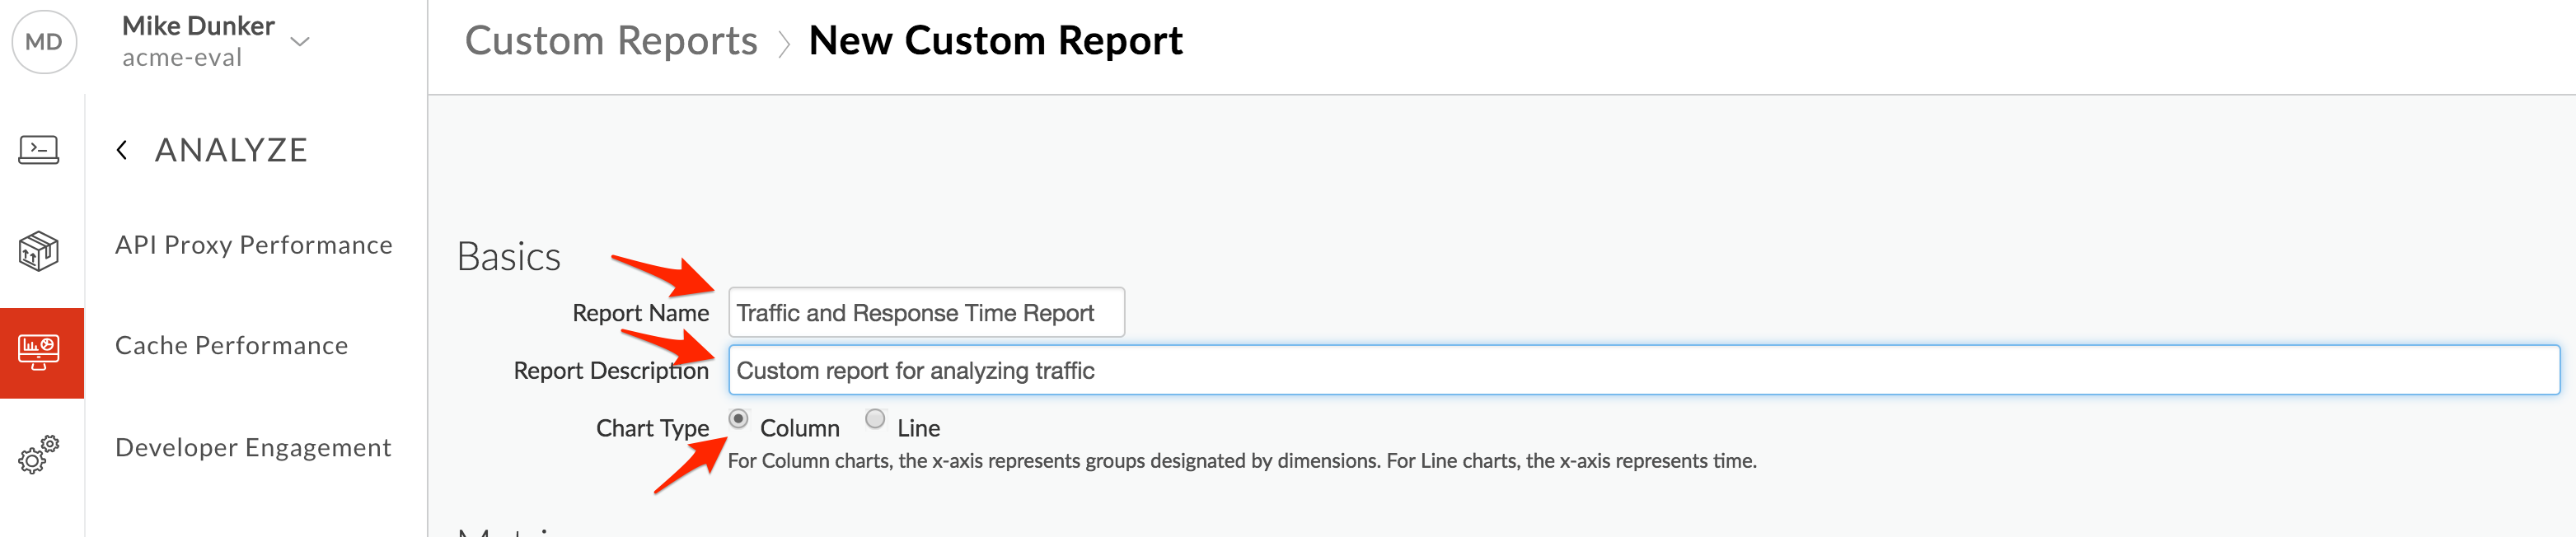 MD
Mike Dunker
acme-eval
Custom Reports > New Custom Report
ANALYZE
API Proxy Performance
Cache Performance
Developer Engagement
Basics
Report Name Traffic and Response Time Report
Report Description Custom report for analyzing traffic
Chart Type Column Line
For Column charts, the x-axis represents groups designated by dimensions. For Line charts, the x-axis represents time.